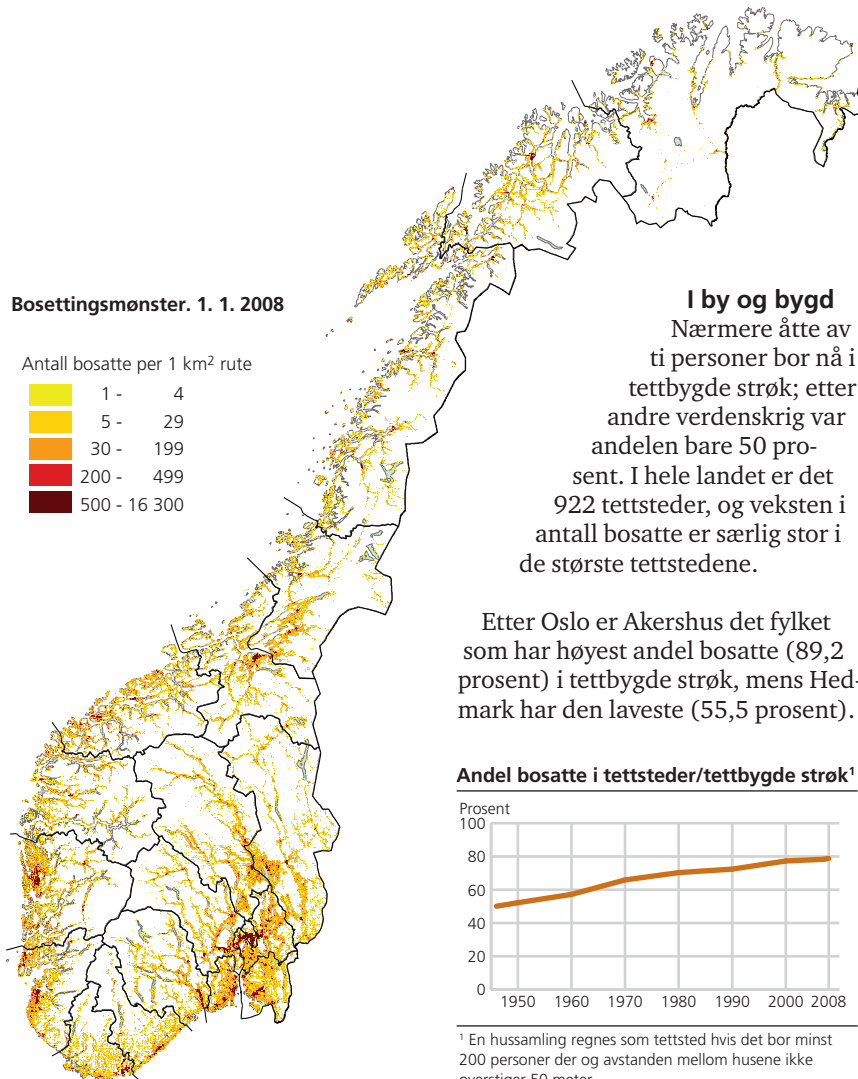 Bosettingsmønster. 1. 1. 2008
Antall bosatte per 1 km² rute
1 - 4
5 - 29
30 - 199
200 - 499
500 - 16 300
I by og bygd
Nærmere åtte av
ti personer bor nå i
tettbygde strøk; etter
andre verdenskrig var
andelen bare 50 pro-
sent. I hele landet er det
922 tettsteder, og veksten i
antall bosatte er særlig stor i
de største tettstedene.
Etter Oslo er Akershus det fylket
som har høyest andel bosatte (89,2
prosent) i tettbygde strøk, mens Hed-
mark har den laveste (55,5 prosent).
Andel bosatte i tettsteder/tettbygde strøk¹
Prosent
100
80
60
40
20
0
1950 1960 1970 1980 1990 2000 2008
¹ En hussamling regnes som tettsted hvis det bor minst
200 personer der og avstanden mellom husene ikke
overstiger 50 meter.